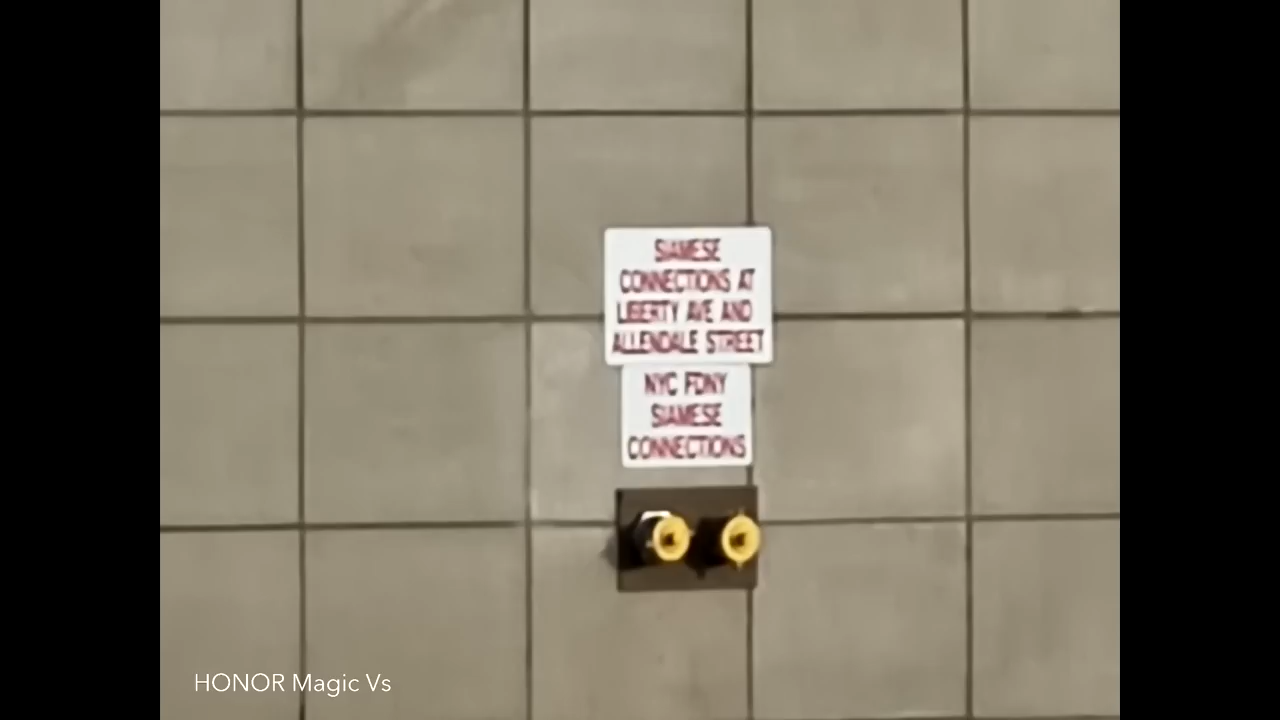 SIAMESE
CONNECTIONS AT
LIBERTY AVE AND
ALLENDALE STREET
NYC FDNY
SIAMESE
CONNECTIONS
HONOR Magic Vs